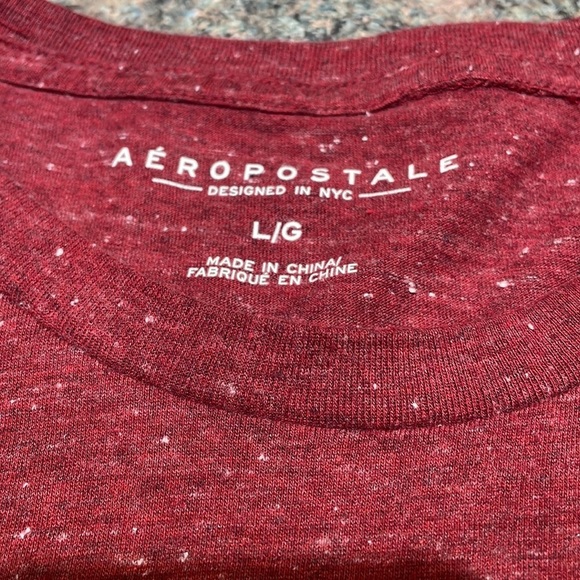 AÉROPOSTALE
DESIGNED IN NYC
L/G
MADE IN CHINA/
FABRIQUÉ EN CHINE